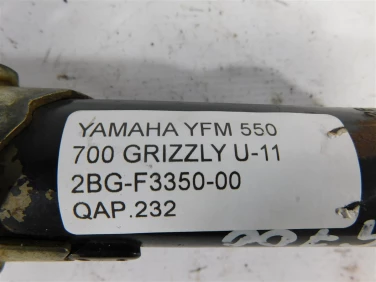 YAMAHA YFM 550
700 GRIZZLY U-11
2BG-F3350-00
QAP.232